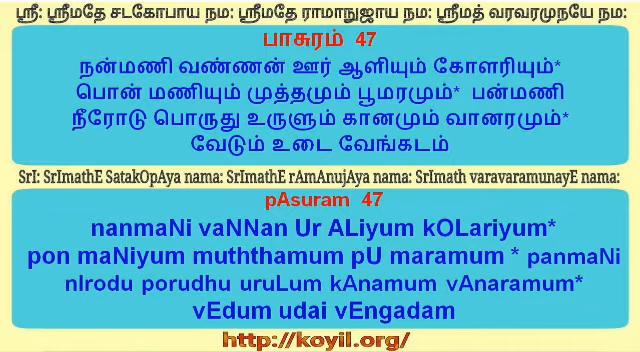 ஸ்ரீ: ஸ்ரீமதே சடகோபாய நம: ஸ்ரீமதே ராமாநுஜாய நம: ஸ்ரீமத் வரவரமுநயே நம:
பாசுரம் 47
நன்மணி வண்ணன் ஊர் ஆளியும் கோளரியும்*
பொன் மணியும் முத்தமும் பூமரமும்* பன்மணி
நீரோடு பொருது உருளும் கானமும் வானரமும்*
வேடும் உடை வேங்கடம்
SrI: SrImathE SatakOpAya nama: SrImathE rAmAnujAya nama: SrImath varavaramunayE nama:
pAsuram 47
nanmaNi vaNNan Ur ALiyum kOLariyum*
pon maNiyum muththamum pU maramum * panmaNi
nIrodu porudhu uruLum kAnamum vAnaramum*
vEdum udai vEngadam
http://koyil.org/